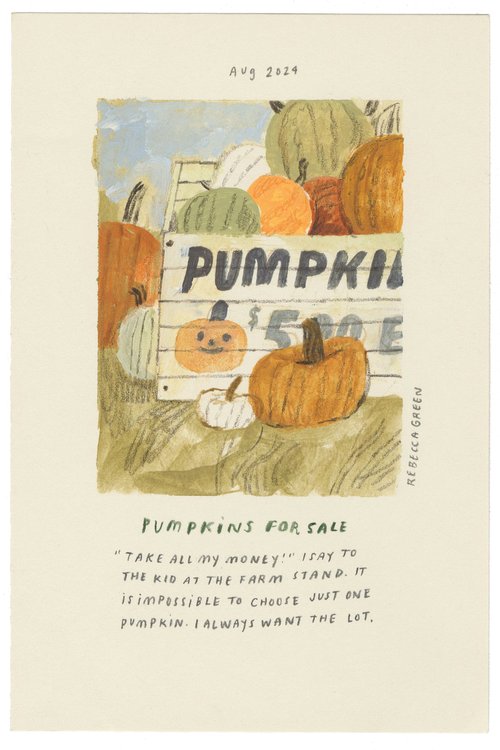 Aug 2024
PUMPKIN
$5.00 E
REBECCA GREEN
PUMPKINS FOR SALE
"TAKE ALL MY MONEY!" I SAY TO
THE KID AT THE FARM STAND. IT
IS IMPOSSIBLE TO CHOOSE JUST ONE
PUMPKIN. I ALWAYS WANT THE LOT.